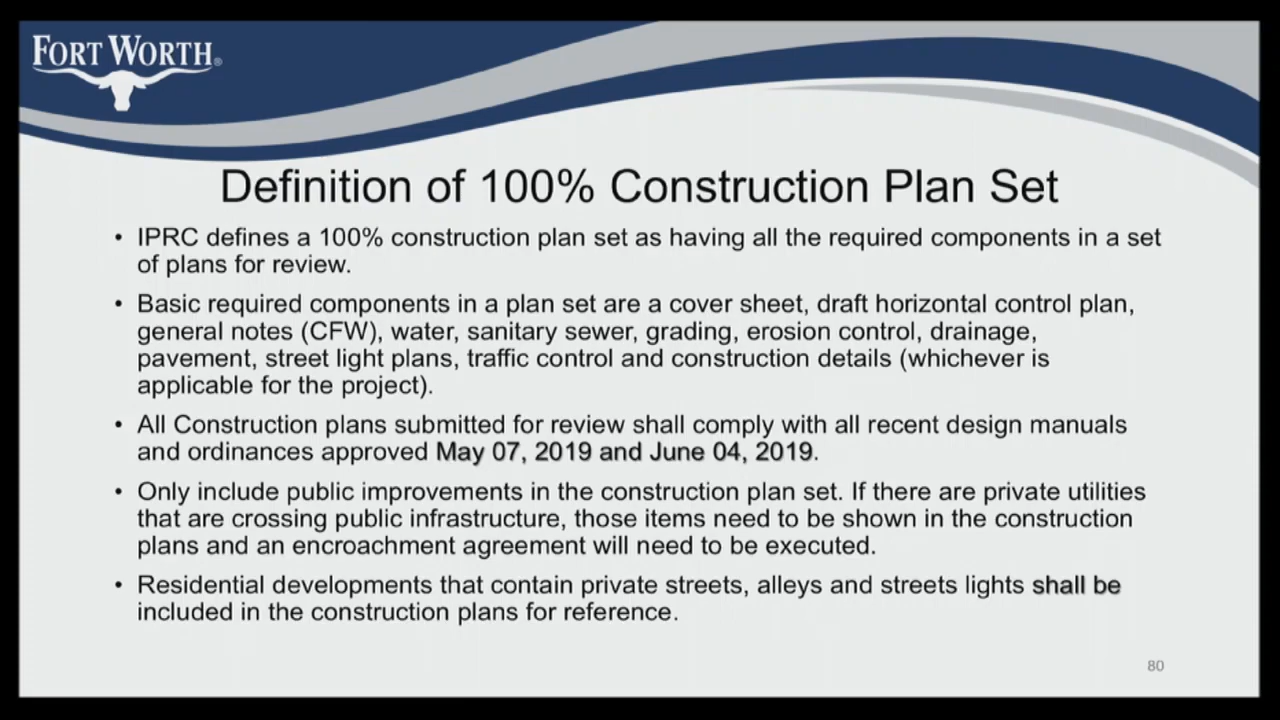 FORT WORTH®
Definition of 100% Construction Plan Set
• IPRC defines a 100% construction plan set as having all the required components in a set
of plans for review.
• Basic required components in a plan set are a cover sheet, draft horizontal control plan,
general notes (CFW), water, sanitary sewer, grading, erosion control, drainage,
pavement, street light plans, traffic control and construction details (whichever is
applicable for the project).
• All Construction plans submitted for review shall comply with all recent design manuals
and ordinances approved May 07, 2019 and June 04, 2019.
• Only include public improvements in the construction plan set. If there are private utilities
that are crossing public infrastructure, those items need to be shown in the construction
plans and an encroachment agreement will need to be executed.
• Residential developments that contain private streets, alleys and streets lights shall be
included in the construction plans for reference.
80